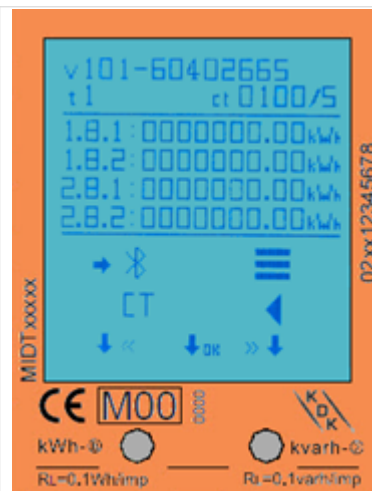 v101-60402665
t1 ct 0100/5
1.8.1:0000000.00kWh
1.8.2:0000000.00kWh
2.8.1:0000000.00kWh
2.8.2:0000000.00kWh
CT
« OK »
MIDTxxxxxx
02xx12345678
CE M00 0000
KDK
kWh-① kvarh-②
RL=0.1Wh/imp RL=0.1varh/imp